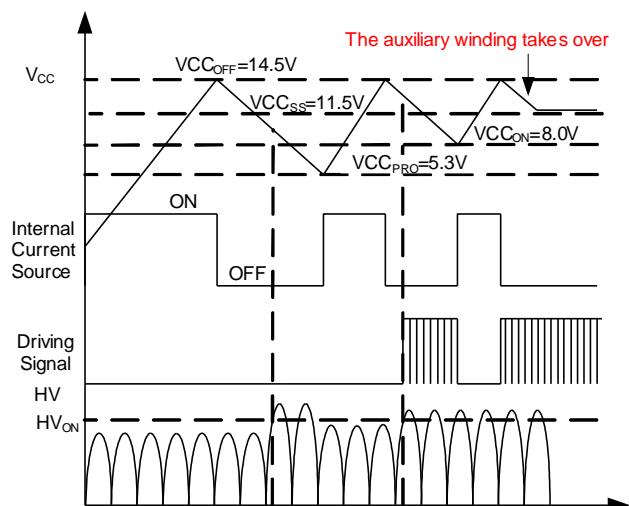 The auxiliary winding takes over
VCC
VCCOFF=14.5V
VCCSS=11.5V
VCCON=8.0V
VCCPRO=5.3V
ON
Internal
Current
Source
OFF
Driving
Signal
HV
HVON